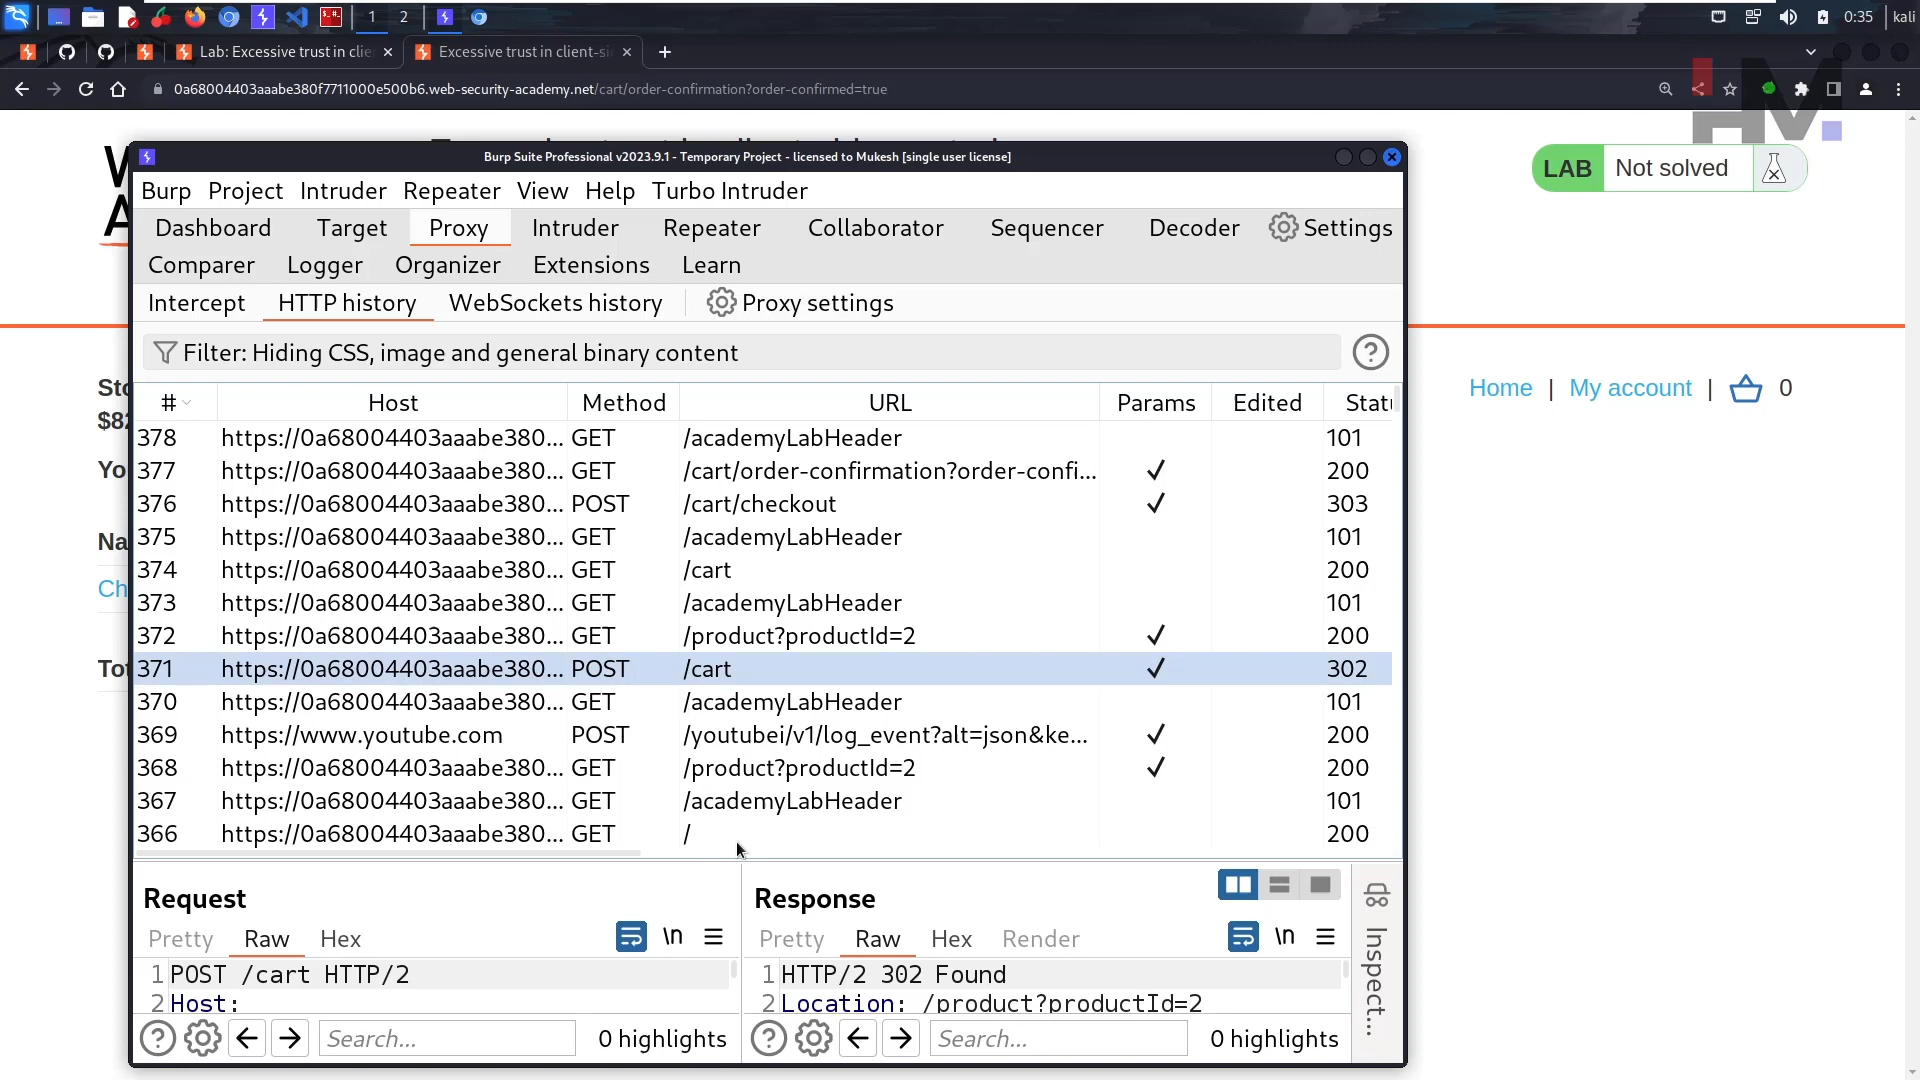 1 2 0:35 kali
Lab: Excessive trust in clie Excessive trust in client-si
0a68004403aaabe380f7711000e500b6.web-security-academy.net/cart/order-confirmation?order-confirmed=true
HM
Burp Suite Professional v2023.9.1 - Temporary Project - licensed to Mukesh [single user license]
LAB Not solved
Burp Project Intruder Repeater View Help Turbo Intruder
Dashboard Target Proxy Intruder Repeater Collaborator Sequencer Decoder Settings
Comparer Logger Organizer Extensions Learn
Intercept HTTP history WebSockets history Proxy settings
Filter: Hiding CSS, image and general binary content
Home | My account | 0
Sto
$82
Yo
Na
Ch
Tot
# Host Method URL Params Edited Statu
378 https://0a68004403aaabe380... GET /academyLabHeader 101
377 https://0a68004403aaabe380... GET /cart/order-confirmation?order-confi... ✓ 200
376 https://0a68004403aaabe380... POST /cart/checkout ✓ 303
375 https://0a68004403aaabe380... GET /academyLabHeader 101
374 https://0a68004403aaabe380... GET /cart 200
373 https://0a68004403aaabe380... GET /academyLabHeader 101
372 https://0a68004403aaabe380... GET /product?productId=2 ✓ 200
371 https://0a68004403aaabe380... POST /cart ✓ 302
370 https://0a68004403aaabe380... GET /academyLabHeader 101
369 https://www.youtube.com POST /youtubei/v1/log_event?alt=json&ke... ✓ 200
368 https://0a68004403aaabe380... GET /product?productId=2 ✓ 200
367 https://0a68004403aaabe380... GET /academyLabHeader 101
366 https://0a68004403aaabe380... GET / 200
Request
Pretty Raw Hex \n
1 POST /cart HTTP/2
2 Host:
Search... 0 highlights
Response
Pretty Raw Hex Render \n
1 HTTP/2 302 Found
2 Location: /product?productId=2
Search... 0 highlights
Inspect...